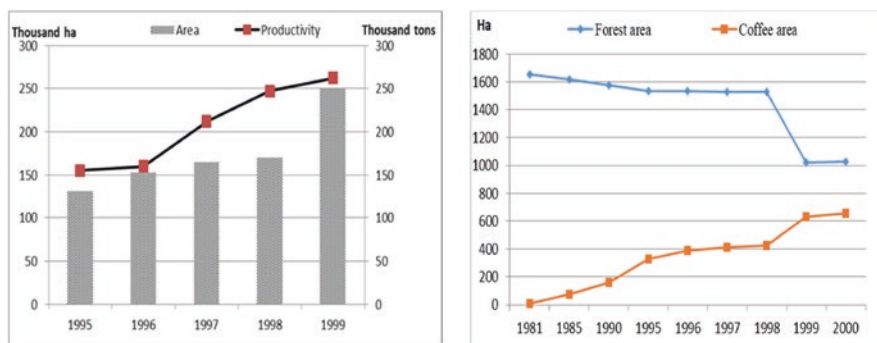 Thousand ha
Area
Productivity
Thousand tons
300 300
250 250
200 200
150 150
100 100
50 50
0 0
1995 1996 1997 1998 1999
Ha
Forest area
Coffee area
1800
1600
1400
1200
1000
800
600
400
200
0
1981 1985 1990 1995 1996 1997 1998 1999 2000